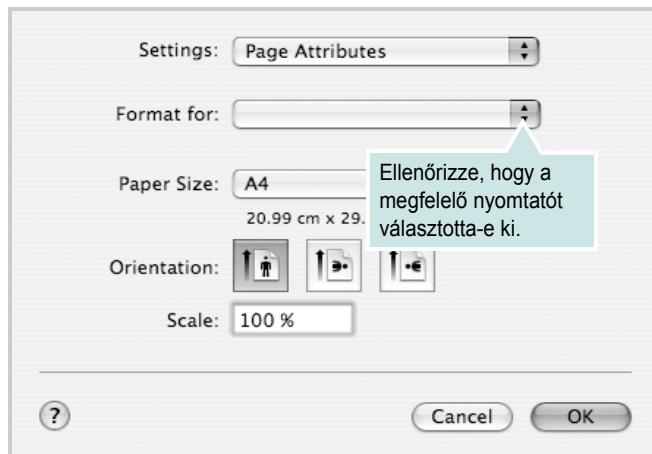 Settings: Page Attributes
Format for:
Ellenőrizze, hogy a
megfelelő nyomtatót
választotta-e ki.
Paper Size: A4
20.99 cm x 29.
Orientation:
Scale: 100 %
?
Cancel OK